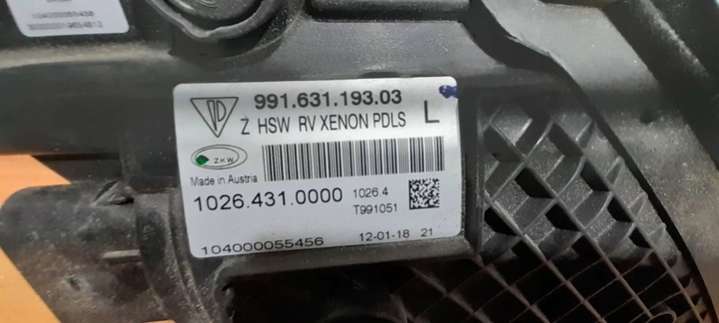 104000055456
991.631.193.03
Z HSW RV XENON PDLS L
ZKW
Made in Austria
1026.431.0000
1026.4
T991051
104000055456
12-01-18 21